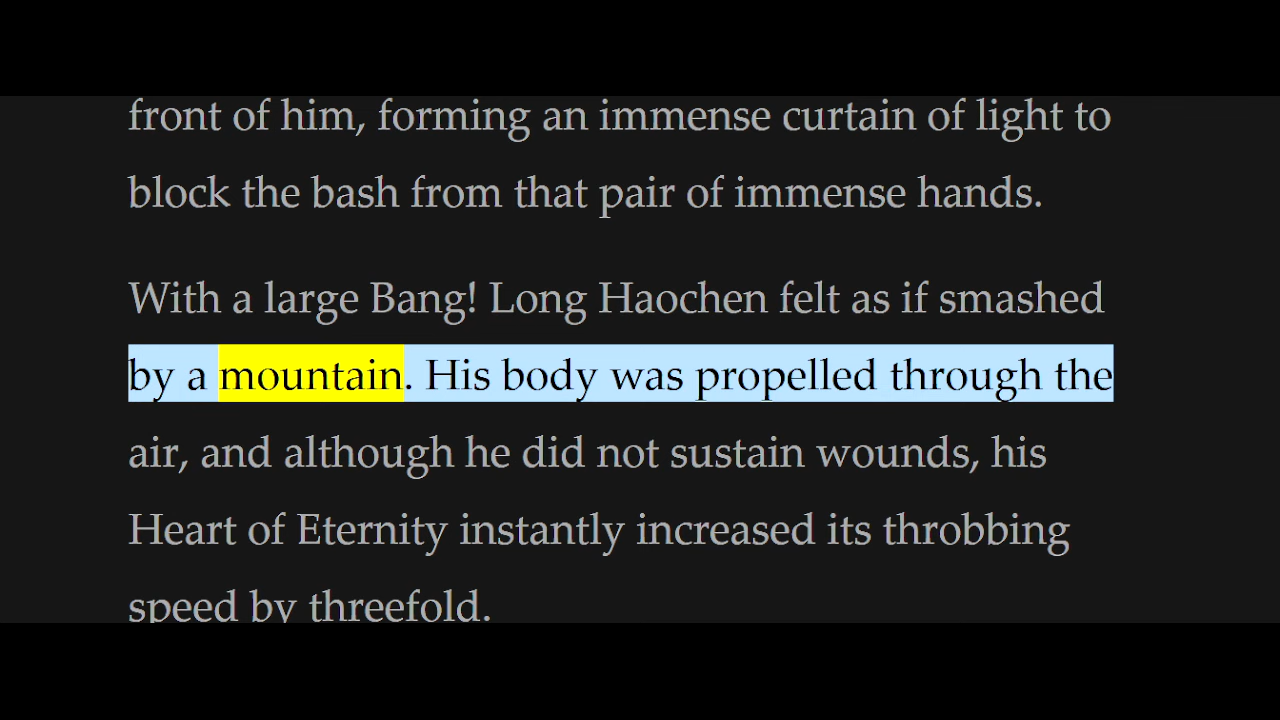 front of him, forming an immense curtain of light to
block the bash from that pair of immense hands.
With a large Bang! Long Haochen felt as if smashed
by a mountain. His body was propelled through the
air, and although he did not sustain wounds, his
Heart of Eternity instantly increased its throbbing
speed by threefold.